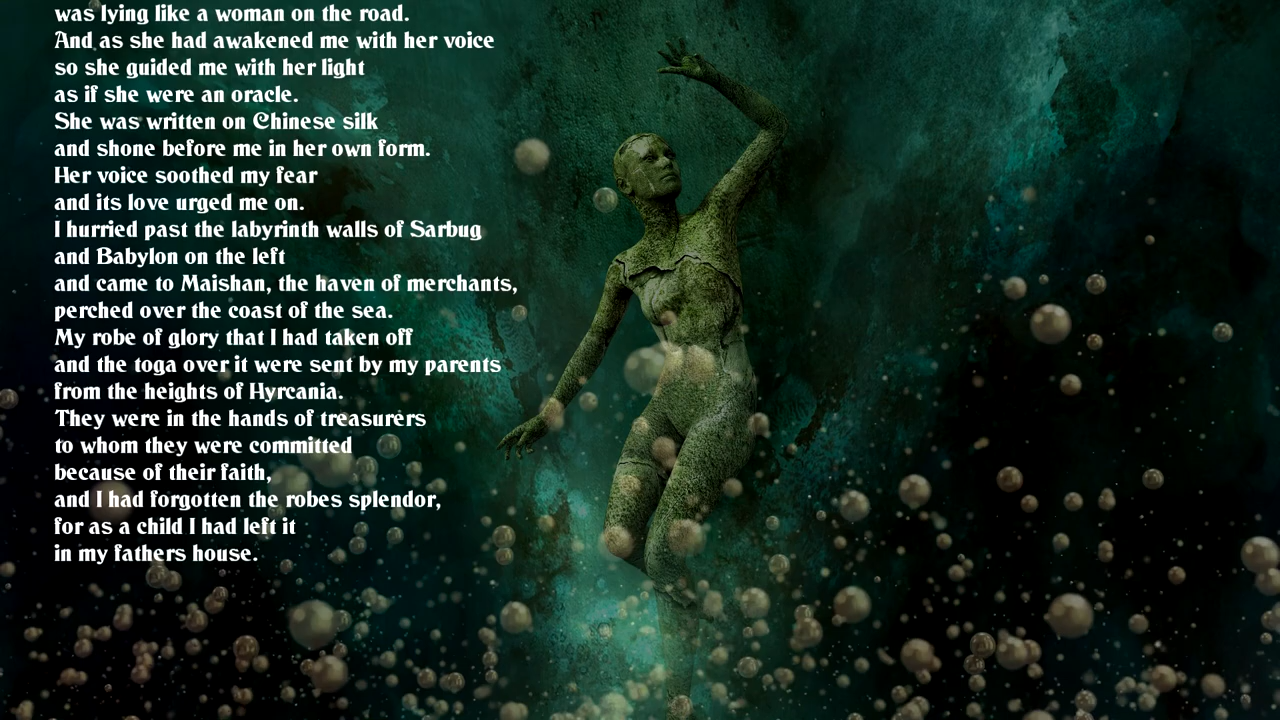 was lying like a woman on the road.
And as she had awakened me with her voice
so she guided me with her light
as if she were an oracle.
She was written on Chinese silk
and shone before me in her own form.
Her voice soothed my fear
and its love urged me on.
I hurried past the labyrinth walls of Sarbug
and Babylon on the left
and came to Maishan, the haven of merchants,
perched over the coast of the sea.
My robe of glory that I had taken off
and the toga over it were sent by my parents
from the heights of Hyrcania.
They were in the hands of treasurers
to whom they were committed
because of their faith,
and I had forgotten the robes splendor,
for as a child I had left it
in my fathers house.